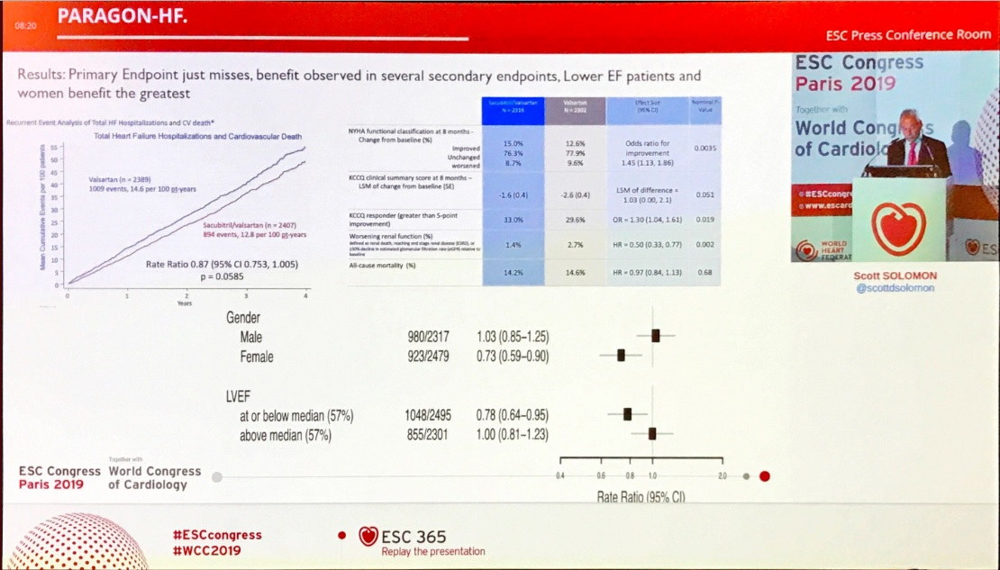 08:20
PARAGON-HF.
ESC Press Conference Room
Results: Primary Endpoint just misses, benefit observed in several secondary endpoints, Lower EF patients and
women benefit the greatest
Recurrent Event Analysis of Total HF Hospitalizations and CV death*
Total Heart Failure Hospitalizations and Cardiovascular Death
Mean Cumulative Events per 100 patients
55
50
45
40
35
30
25
20
15
10
5
0
Valsartan (n = 2389)
1009 events, 14.6 per 100 pt-years
Sacubitril/valsartan (n = 2407)
894 events, 12.8 per 100 pt-years
Rate Ratio 0.87 (95% CI 0.753, 1.005)
p = 0.0585
0 1 2 3 4
Years
Sacubitril/Valsartan
N = 2316
Valsartan
N = 2302
Effect Size
(95% CI)
Nominal P-
Value
NYHA functional classification at 8 months -
Change from baseline (%)
Improved 15.0% 12.6%
Unchanged 76.3% 77.9%
worsened 8.7% 9.6%
Odds ratio for
improvement
1.45 (1.13, 1.86)
0.0035
KCCQ clinical summary score at 8 months –
LSM of change from baseline (SE)
-1.6 (0.4) -2.6 (0.4)
LSM of difference =
1.03 (0.00, 2.1)
0.051
KCCQ responder (greater than 5-point
improvement)
33.0% 29.6% OR = 1.30 (1.04, 1.61) 0.019
Worsening renal function (%)
defined as renal death, reaching end stage renal disease (ESRD), or
≥50% decline in estimated glomerular filtration rate (eGFR) relative to
baseline
1.4% 2.7% HR = 0.50 (0.33, 0.77) 0.002
All-cause mortality (%) 14.2% 14.6% HR = 0.97 (0.84, 1.13) 0.68
Gender
Male 980/2317 1.03 (0.85–1.25)
Female 923/2479 0.73 (0.59–0.90)
LVEF
at or below median (57%) 1048/2495 0.78 (0.64–0.95)
above median (57%) 855/2301 1.00 (0.81–1.23)
0.4 0.6 0.8 1.0 2.0
Rate Ratio (95% CI)
ESC Congress
Paris 2019
Together with
World Congress
of Cardiology
#ESCcongre
www.escard
WORLD
HEART
FEDERAT
ES
Scott SOLOMON
@scottdsolomon
ESC Congress
Paris 2019
Together with
World Congress
of Cardiology
#ESCcongress
#WCC2019
ESC 365
Replay the presentation